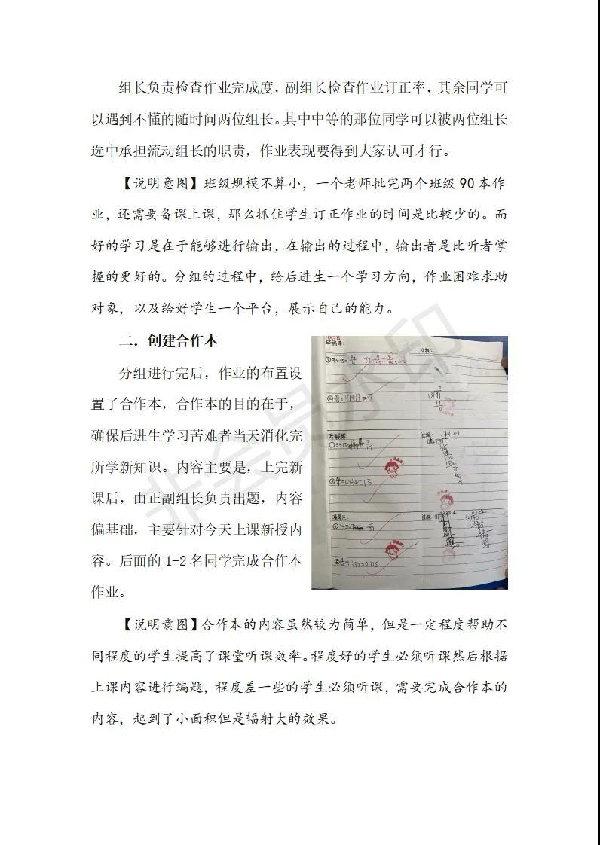 组长负责检查作业完成度，副组长检查作业订正率，其余同学可
以遇到不懂的随时间两位组长。其中中等的那位同学可以被两位组长
选中承担流动组长的职责，作业表现要得到大家认可才行。
【说明意图】班级规模不算小，一个老师批完两个班级 90 本作
业，还需要备课上课，那么抓住学生订正作业的时间是比较少的。而
好的学习是在于能够进行输出，在输出的过程中，输出者是比听者掌
握的更好的。分组的过程中，给后进生一个学习方向，作业困难求助
对象，以及给好学生一个平台，展示自己的能力。
二．创建合作本
分组进行完后，作业的布置设
置了合作本，合作本的目的在于，
确保后进生学习苦难者当天消化完
所学新知识。内容主要是，上完新
课后，由正副组长负责出题，内容
偏基础，主要针对今天上课新授内
容。后面的 1-2 名同学完成合作本
作业。
【说明意图】合作本的内容虽然较为简单，但是一定程度帮助不
同程度的学生提高了课堂听课效率。程度好的学生必须听课然后根据
上课内容进行编题，程度差一些的学生必须听课，需要完成合作本的
内容，起到了小面积但是辐射大的效果。
非会员水印